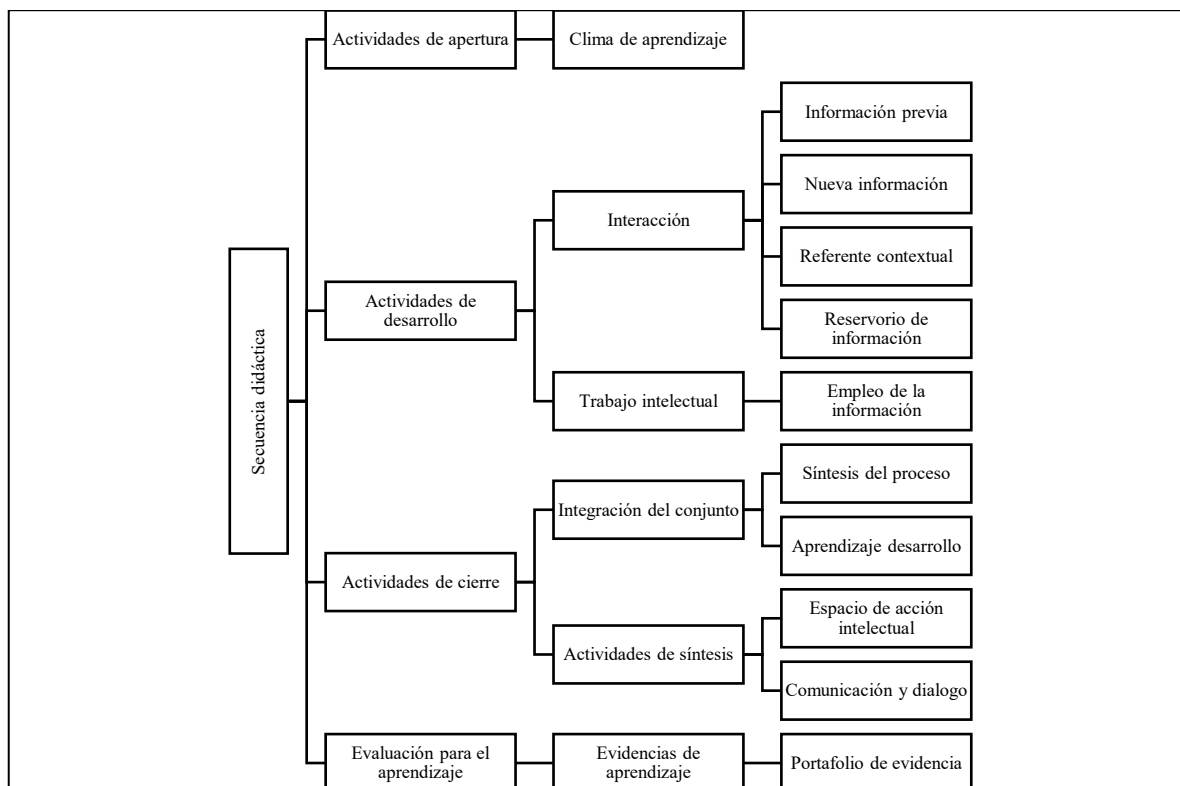 Actividades de apertura
Clima de aprendizaje
Información previa
Nueva información
Interacción
Referente contextual
Actividades de
desarrollo
Reservorio de
información
Secuencia didáctica
Trabajo intelectual
Empleo de la
información
Síntesis del proceso
Integración del conjunto
Aprendizaje desarrollo
Actividades de cierre
Espacio de acción
intelectual
Actividades de síntesis
Comunicación y dialogo
Evaluación para el
aprendizaje
Evidencias de
aprendizaje
Portafolio de evidencia